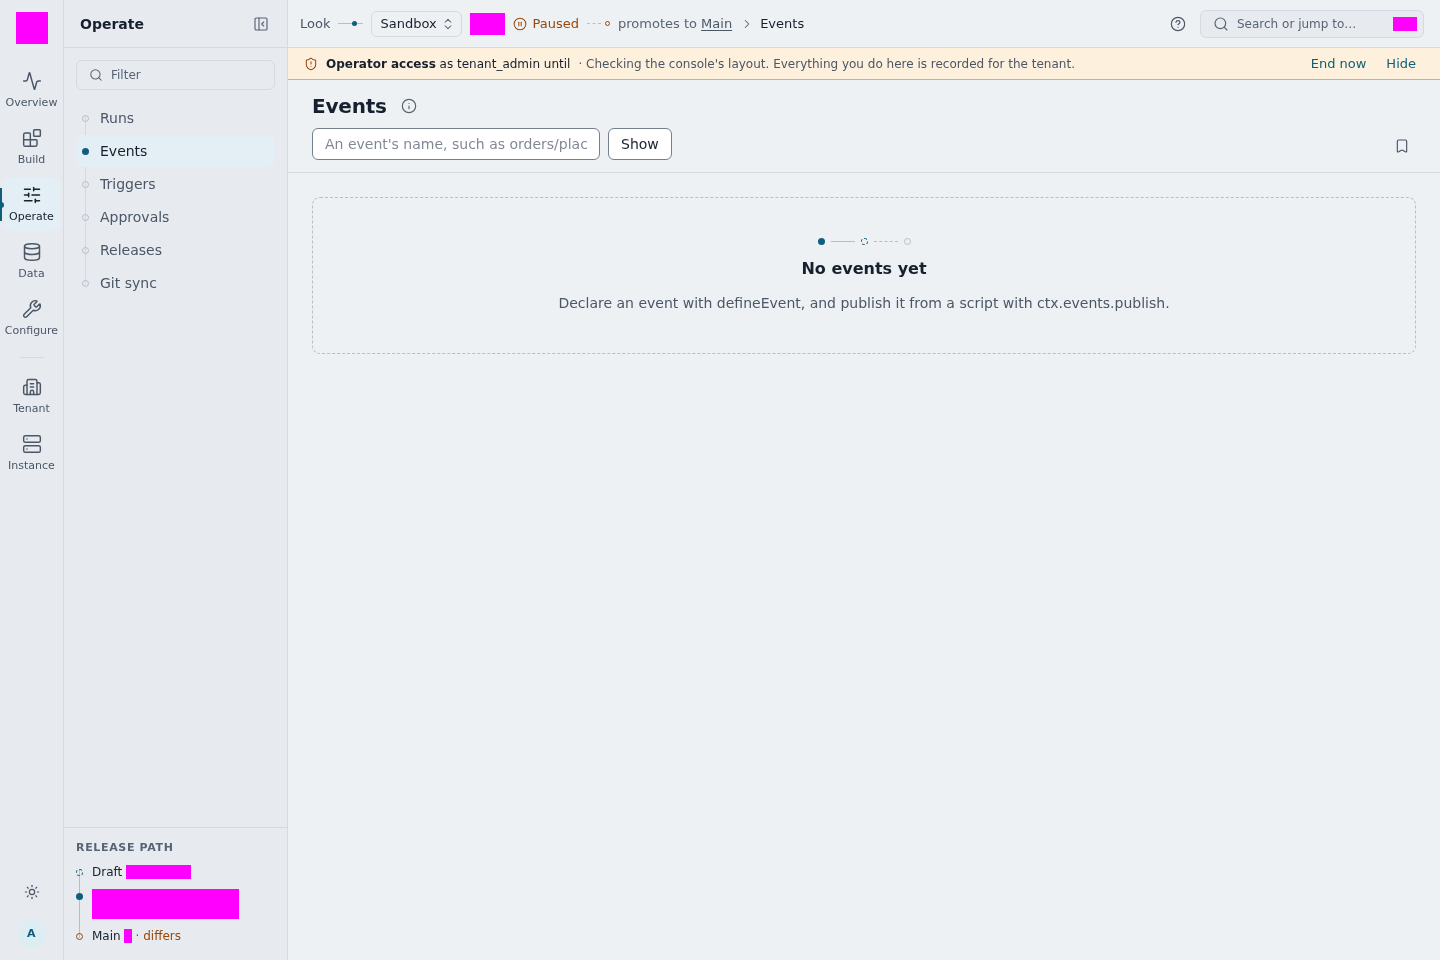 Operate
Look
Sandbox
Paused
promotes to Main
Events
Search or jump to...
Operator access as tenant_admin until · Checking the console's layout. Everything you do here is recorded for the tenant.
End now
Hide
Overview
Build
Operate
Data
Configure
Tenant
Instance
A
Filter
Runs
Events
Triggers
Approvals
Releases
Git sync
RELEASE PATH
Draft
Main · differs
Events
An event's name, such as orders/plac
Show
No events yet
Declare an event with defineEvent, and publish it from a script with ctx.events.publish.